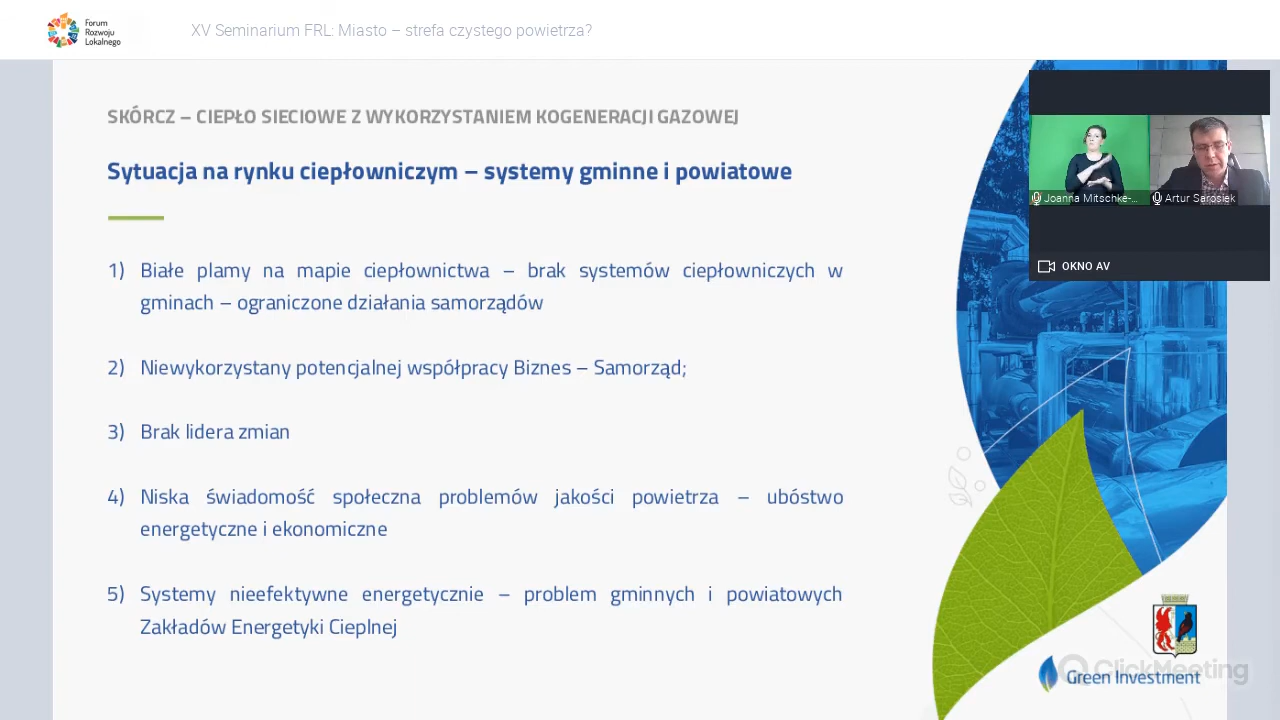 Forum
Rozwoju
Lokalnego
XV Seminarium FRL: Miasto – strefa czystego powietrza?
SKÓRCZ – CIEPŁO SIECIOWE Z WYKORZYSTANIEM KOGENERACJI GAZOWEJ
Sytuacja na rynku ciepłowniczym – systemy gminne i powiatowe
1) Białe plamy na mapie ciepłownictwa – brak systemów ciepłowniczych w
gminach – ograniczone działania samorządów
2) Niewykorzystany potencjalnej współpracy Biznes – Samorząd;
3) Brak lidera zmian
4) Niska świadomość społeczna problemów jakości powietrza – ubóstwo
energetyczne i ekonomiczne
5) Systemy nieefektywne energetycznie – problem gminnych i powiatowych
Zakładów Energetyki Cieplnej
Joanna Mitschke-...
Artur Sarosiek
OKNO AV
ClickMeeting
Green Investment